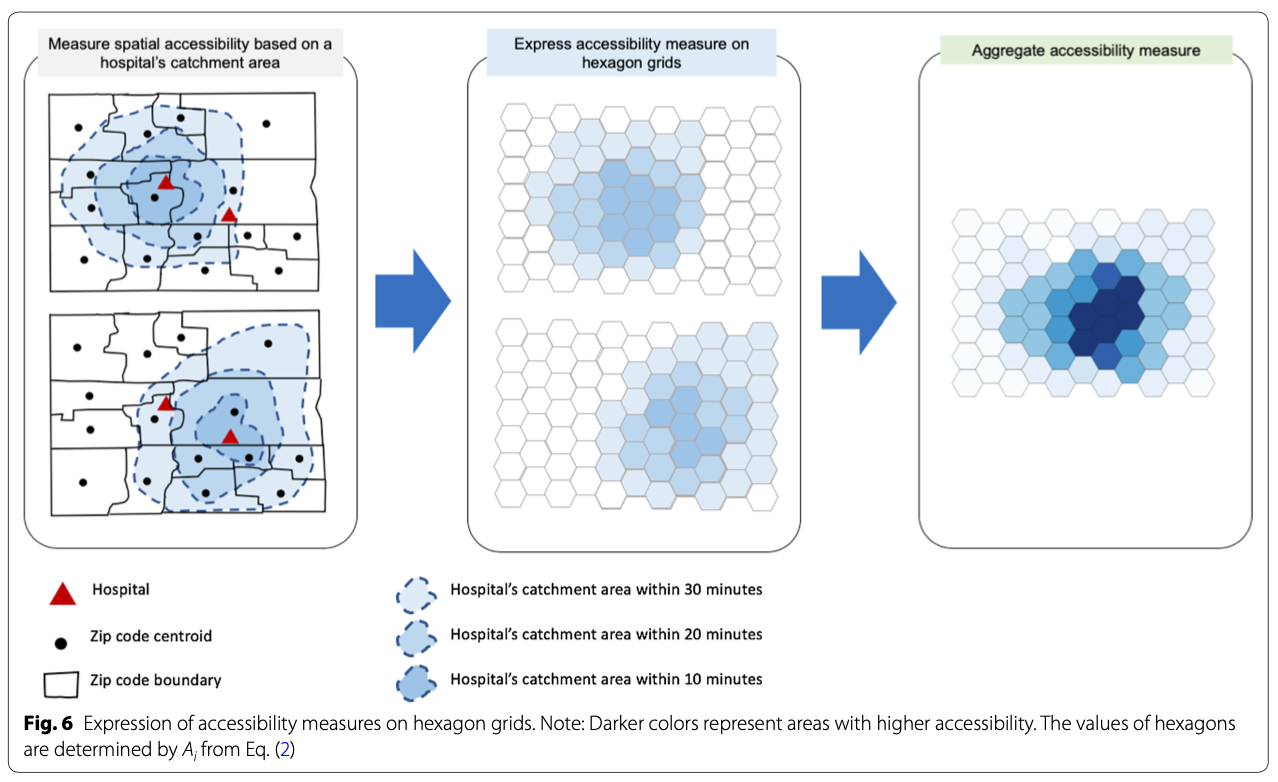 Measure spatial accessibility based on a
hospital's catchment area
Express accessibility measure on
hexagon grids
Aggregate accessibility measure
Hospital
Zip code centroid
Zip code boundary
Hospital's catchment area within 30 minutes
Hospital's catchment area within 20 minutes
Hospital's catchment area within 10 minutes
Fig. 6 Expression of accessibility measures on hexagon grids. Note: Darker colors represent areas with higher accessibility. The values of hexagons
are determined by Ai from Eq. (2)